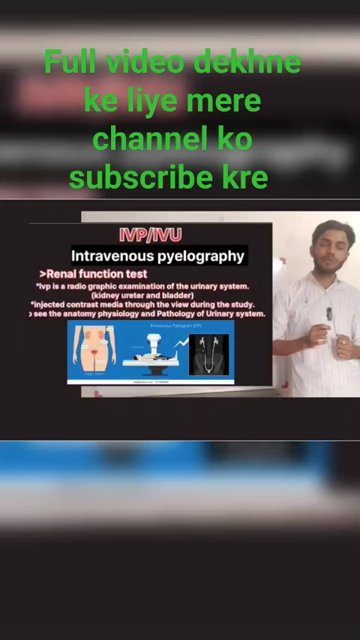 Full video dekhne
ke liye mere
channel ko
subscribe kre
IVP/IVU
Intravenous pyelography
>Renal function test
*Ivp is a radio graphic examination of the urinary system.
(kidney ureter and bladder)
*injected contrast media through the view during the study.
o see the anatomy physiology and Pathology of Urinary system.
Intravenous Pyelogram (IVP)